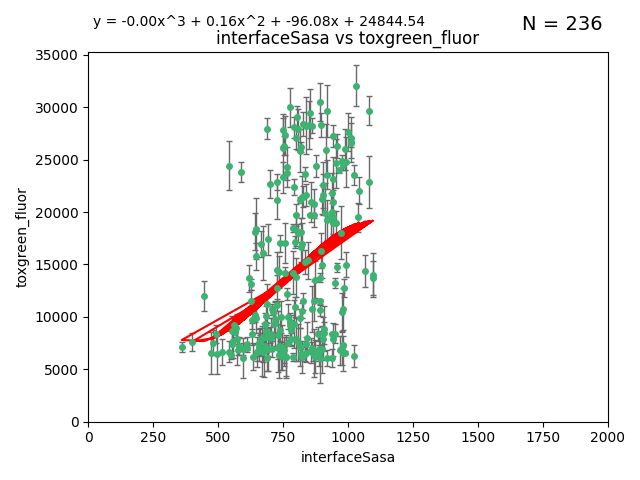 y = -0.00x^3 + 0.16x^2 + -96.08x + 24844.54
N = 236
interfaceSasa vs toxgreen_fluor
35000
30000
25000
20000
15000
10000
5000
0
toxgreen_fluor
0 250 500 750 1000 1250 1500 1750 2000
interfaceSasa